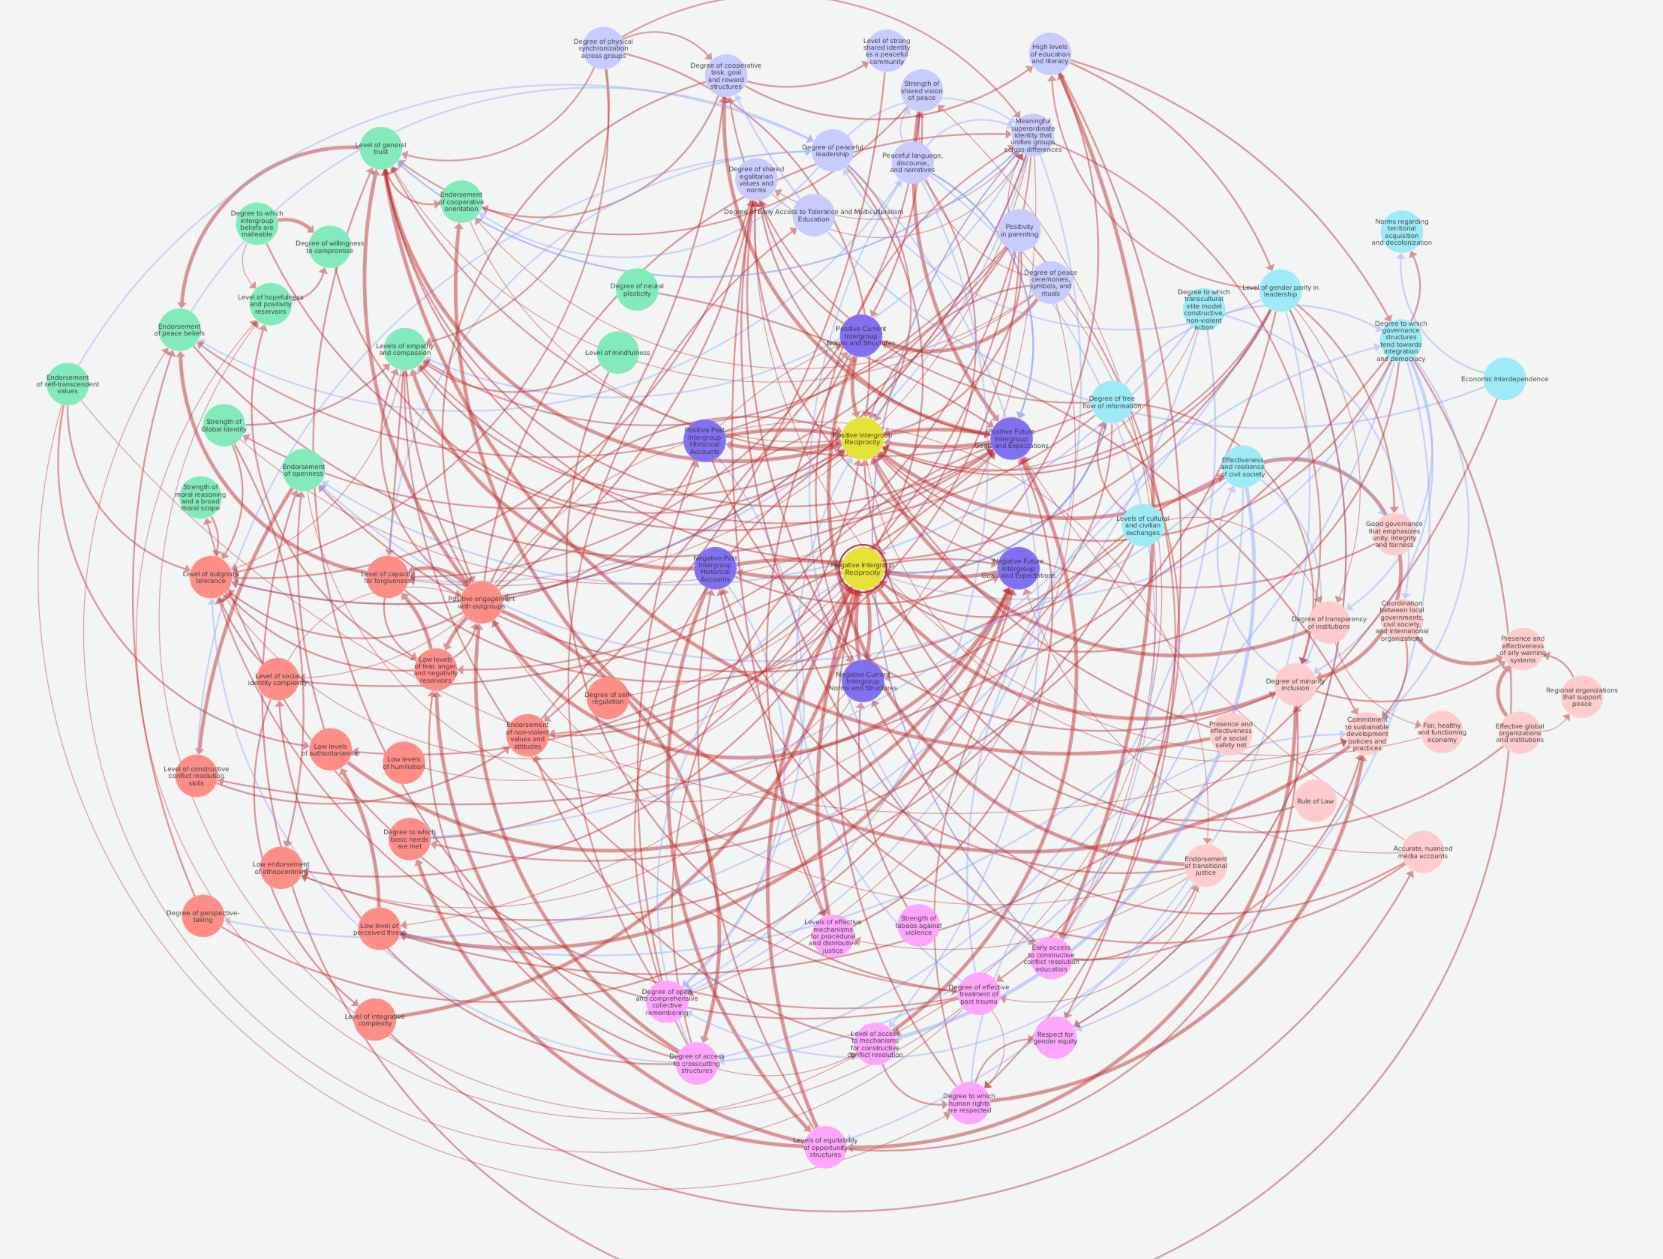 Degree of physical
synchronization
across groups
Degree of cooperative
task, goal
and reward
structures
Level of strong
shared identity
as a peaceful
community
Strength of
shared vision
of peace
High levels
of education
and literacy
Meaningful
superordinate
identity that
unifies groups
across differences
Degree of peaceful
leadership
Peaceful language,
discourse,
and narratives
Degree of shared
egalitarian
values and
norms
Degree of Early Access to Tolerance and Multiculturalism
Education
Positivity
in parenting
Degree of peace
ceremonies,
symbols, and
rituals
Level of general
trust
Endorsement
of cooperative
orientation
Degree to which
intergroup
beliefs are
malleable
Degree of willingness
to compromise
Level of hopefulness
and positivity
reservoirs
Endorsement
of peace beliefs
Levels of empathy
and compassion
Degree of neural
plasticity
Level of mindfulness
Endorsement
of self-transcendent
values
Strength of
Global Identity
Endorsement
of openness
Strength of
moral reasoning
and a broad
moral scope
Norms regarding
territorial
acquisition
and decolonization
Level of gender parity in
leadership
Degree to which
transcultural
elite model
constructive,
non-violent
action
Degree to which
governance
structures
tend towards
integration
and democracy
Economic Interdependence
Degree of free
flow of information
Effectiveness
and resilience
of civil society
Levels of cultural
and civilian
exchanges
Positive Current
Intergroup
Norms and Structures
Positive Past
Intergroup
Historical
Accounts
Positive Intergroup
Reciprocity
Positive Future
Intergroup
Goals and Expectations
Negative Past
Intergroup
Historical
Accounts
Negative Intergroup
Reciprocity
Negative Future
Intergroup
Goals and Expectations
Negative Current
Intergroup
Norms and Structures
Level of outgroup
tolerance
Level of capacity
for forgiveness
Positive engagement
with outgroups
Low levels
of fear, anger,
and negativity
reservoirs
Level of social
identity complexity
Degree of self-
regulation
Endorsement
of non-violent
values and
attitudes
Low levels
of authoritarianism
Low levels
of humiliation
Level of constructive
conflict resolution
skills
Degree to which
basic needs
are met
Low endorsement
of ethnocentrism
Degree of perspective-
taking
Low level of
perceived threat
Level of integrative
complexity
Good governance
that emphasizes
unity, integrity
and fairness
Degree of transparency
of institutions
Coordination
between local
governments,
civil society,
and international
organizations
Presence and
effectiveness
of arly warning
systems
Degree of minority
inclusion
Regional organizations
that support
peace
Presence and
effectiveness
of a social
safety net
Commitment
to sustainable
development
policies and
practices
Fair, healthy
and functioning
economy
Effective global
organizations
and institutions
Rule of Law
Accurate, nuanced
media accounts
Endorsement
of transitional
justice
Levels of effective
mechanisms
for procedural
and distributive
justice
Strength of
taboos against
violence
Early access
to constructive
conflict resolution
education
Degree of open
and comprehensive
collective
remembering
Degree of effective
treatment of
past trauma
Level of access
to mechanisms
for constructive
conflict resolution
Respect for
gender equity
Degree of access
to crosscutting
structures
Degree to which
human rights
are respected
Levels of equitability
of opportunity
structures